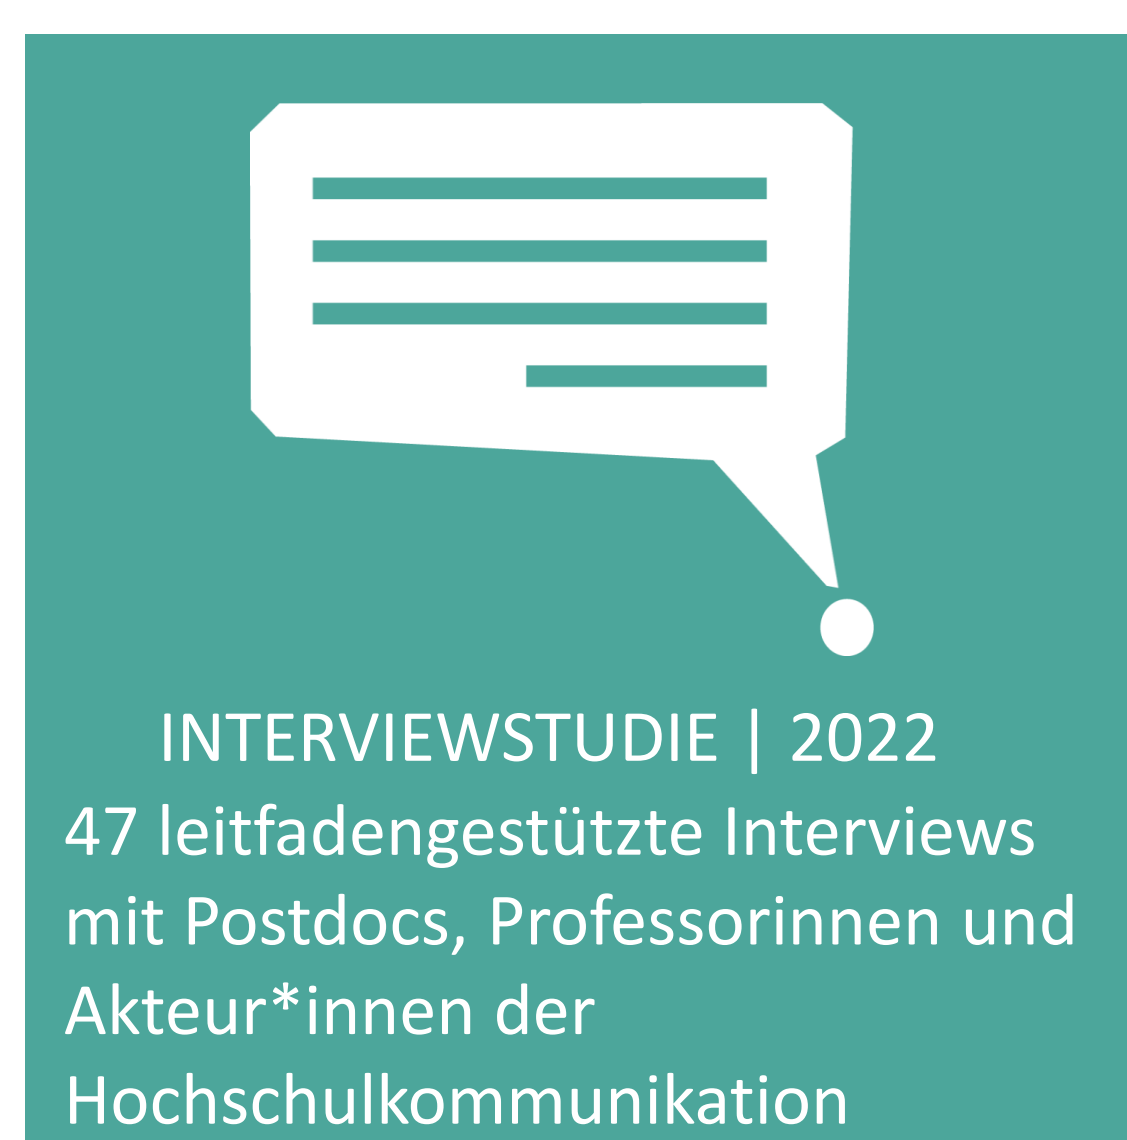 INTERVIEWSTUDIE | 2022
47 leitfadengestützte Interviews
mit Postdocs, Professorinnen und
Akteur*innen der
Hochschulkommunikation